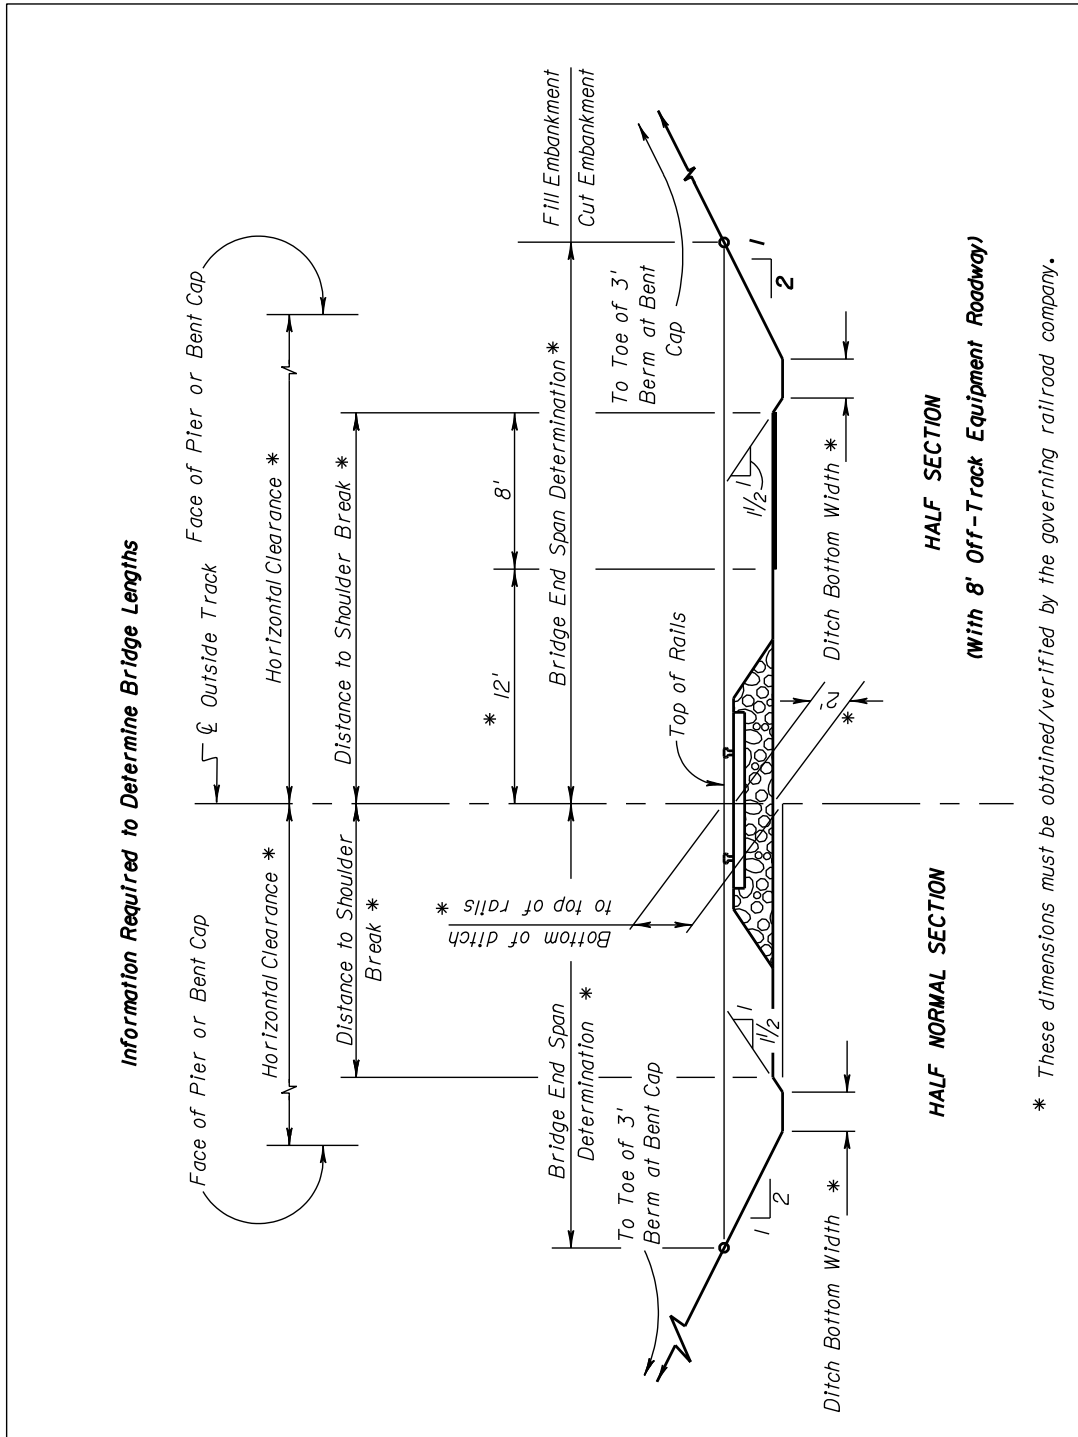 Information Required to Determine Bridge Lengths
Face of Pier or Bent Cap
℄ Outside Track
Face of Pier or Bent Cap
Horizontal Clearance *
Horizontal Clearance *
Distance to Shoulder
Break *
Distance to Shoulder Break *
* 12'
8'
Bottom of ditch
to top of rails *
Bridge End Span
Determination *
Bridge End Span Determination *
Fill Embankment
Cut Embankment
To Toe of 3'
Berm at Bent Cap
Top of Rails
To Toe of 3'
Berm at Bent
Cap
1
2
1
1½
1
1½
1
2
2'
*
Ditch Bottom Width *
Ditch Bottom Width *
HALF NORMAL SECTION
HALF SECTION
(With 8' Off-Track Equipment Roadway)
* These dimensions must be obtained/verified by the governing railroad company.